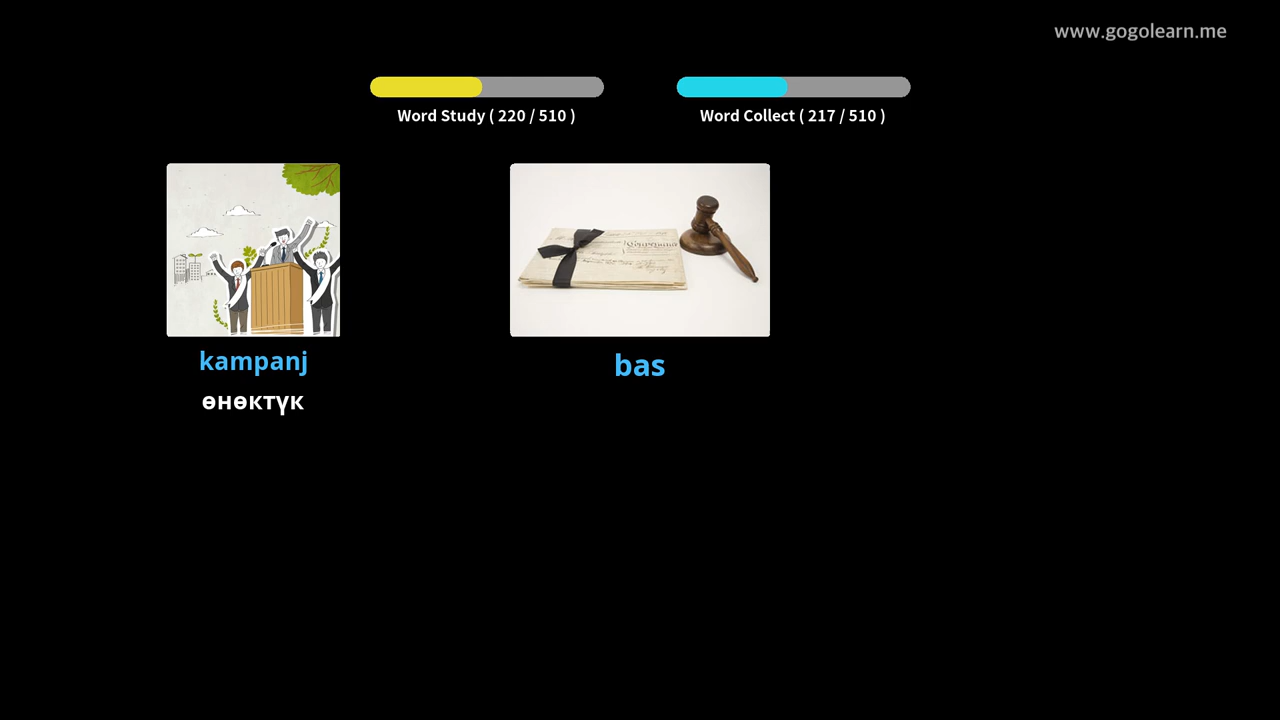 www.gogolearn.me
Word Study ( 220 / 510 )
Word Collect ( 217 / 510 )
kampanj
өнөктүк
bas